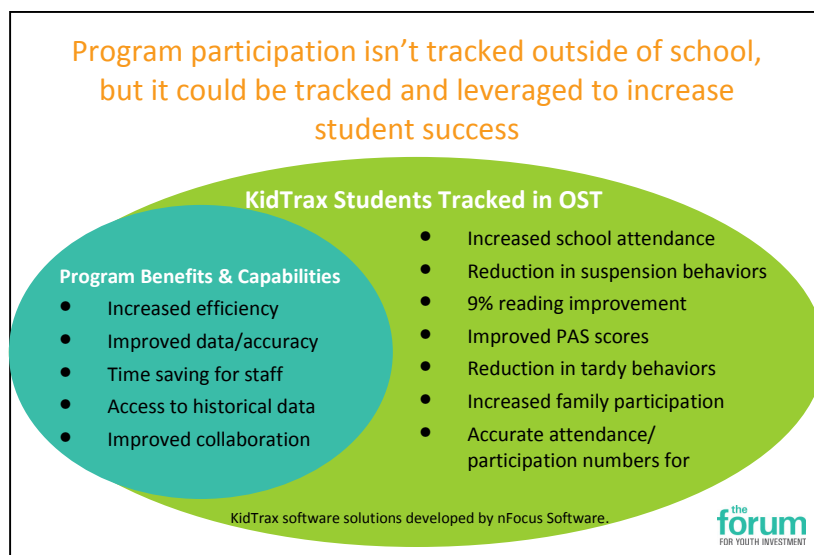 Program participation isn’t tracked outside of school,
but it could be tracked and leveraged to increase
student success
KidTrax Students Tracked in OST
Program Benefits & Capabilities
● Increased efficiency
● Improved data/accuracy
● Time saving for staff
● Access to historical data
● Improved collaboration
● Increased school attendance
● Reduction in suspension behaviors
● 9% reading improvement
● Improved PAS scores
● Reduction in tardy behaviors
● Increased family participation
● Accurate attendance/
participation numbers for
KidTrax software solutions developed by nFocus Software.
the
forum
FOR YOUTH INVESTMENT